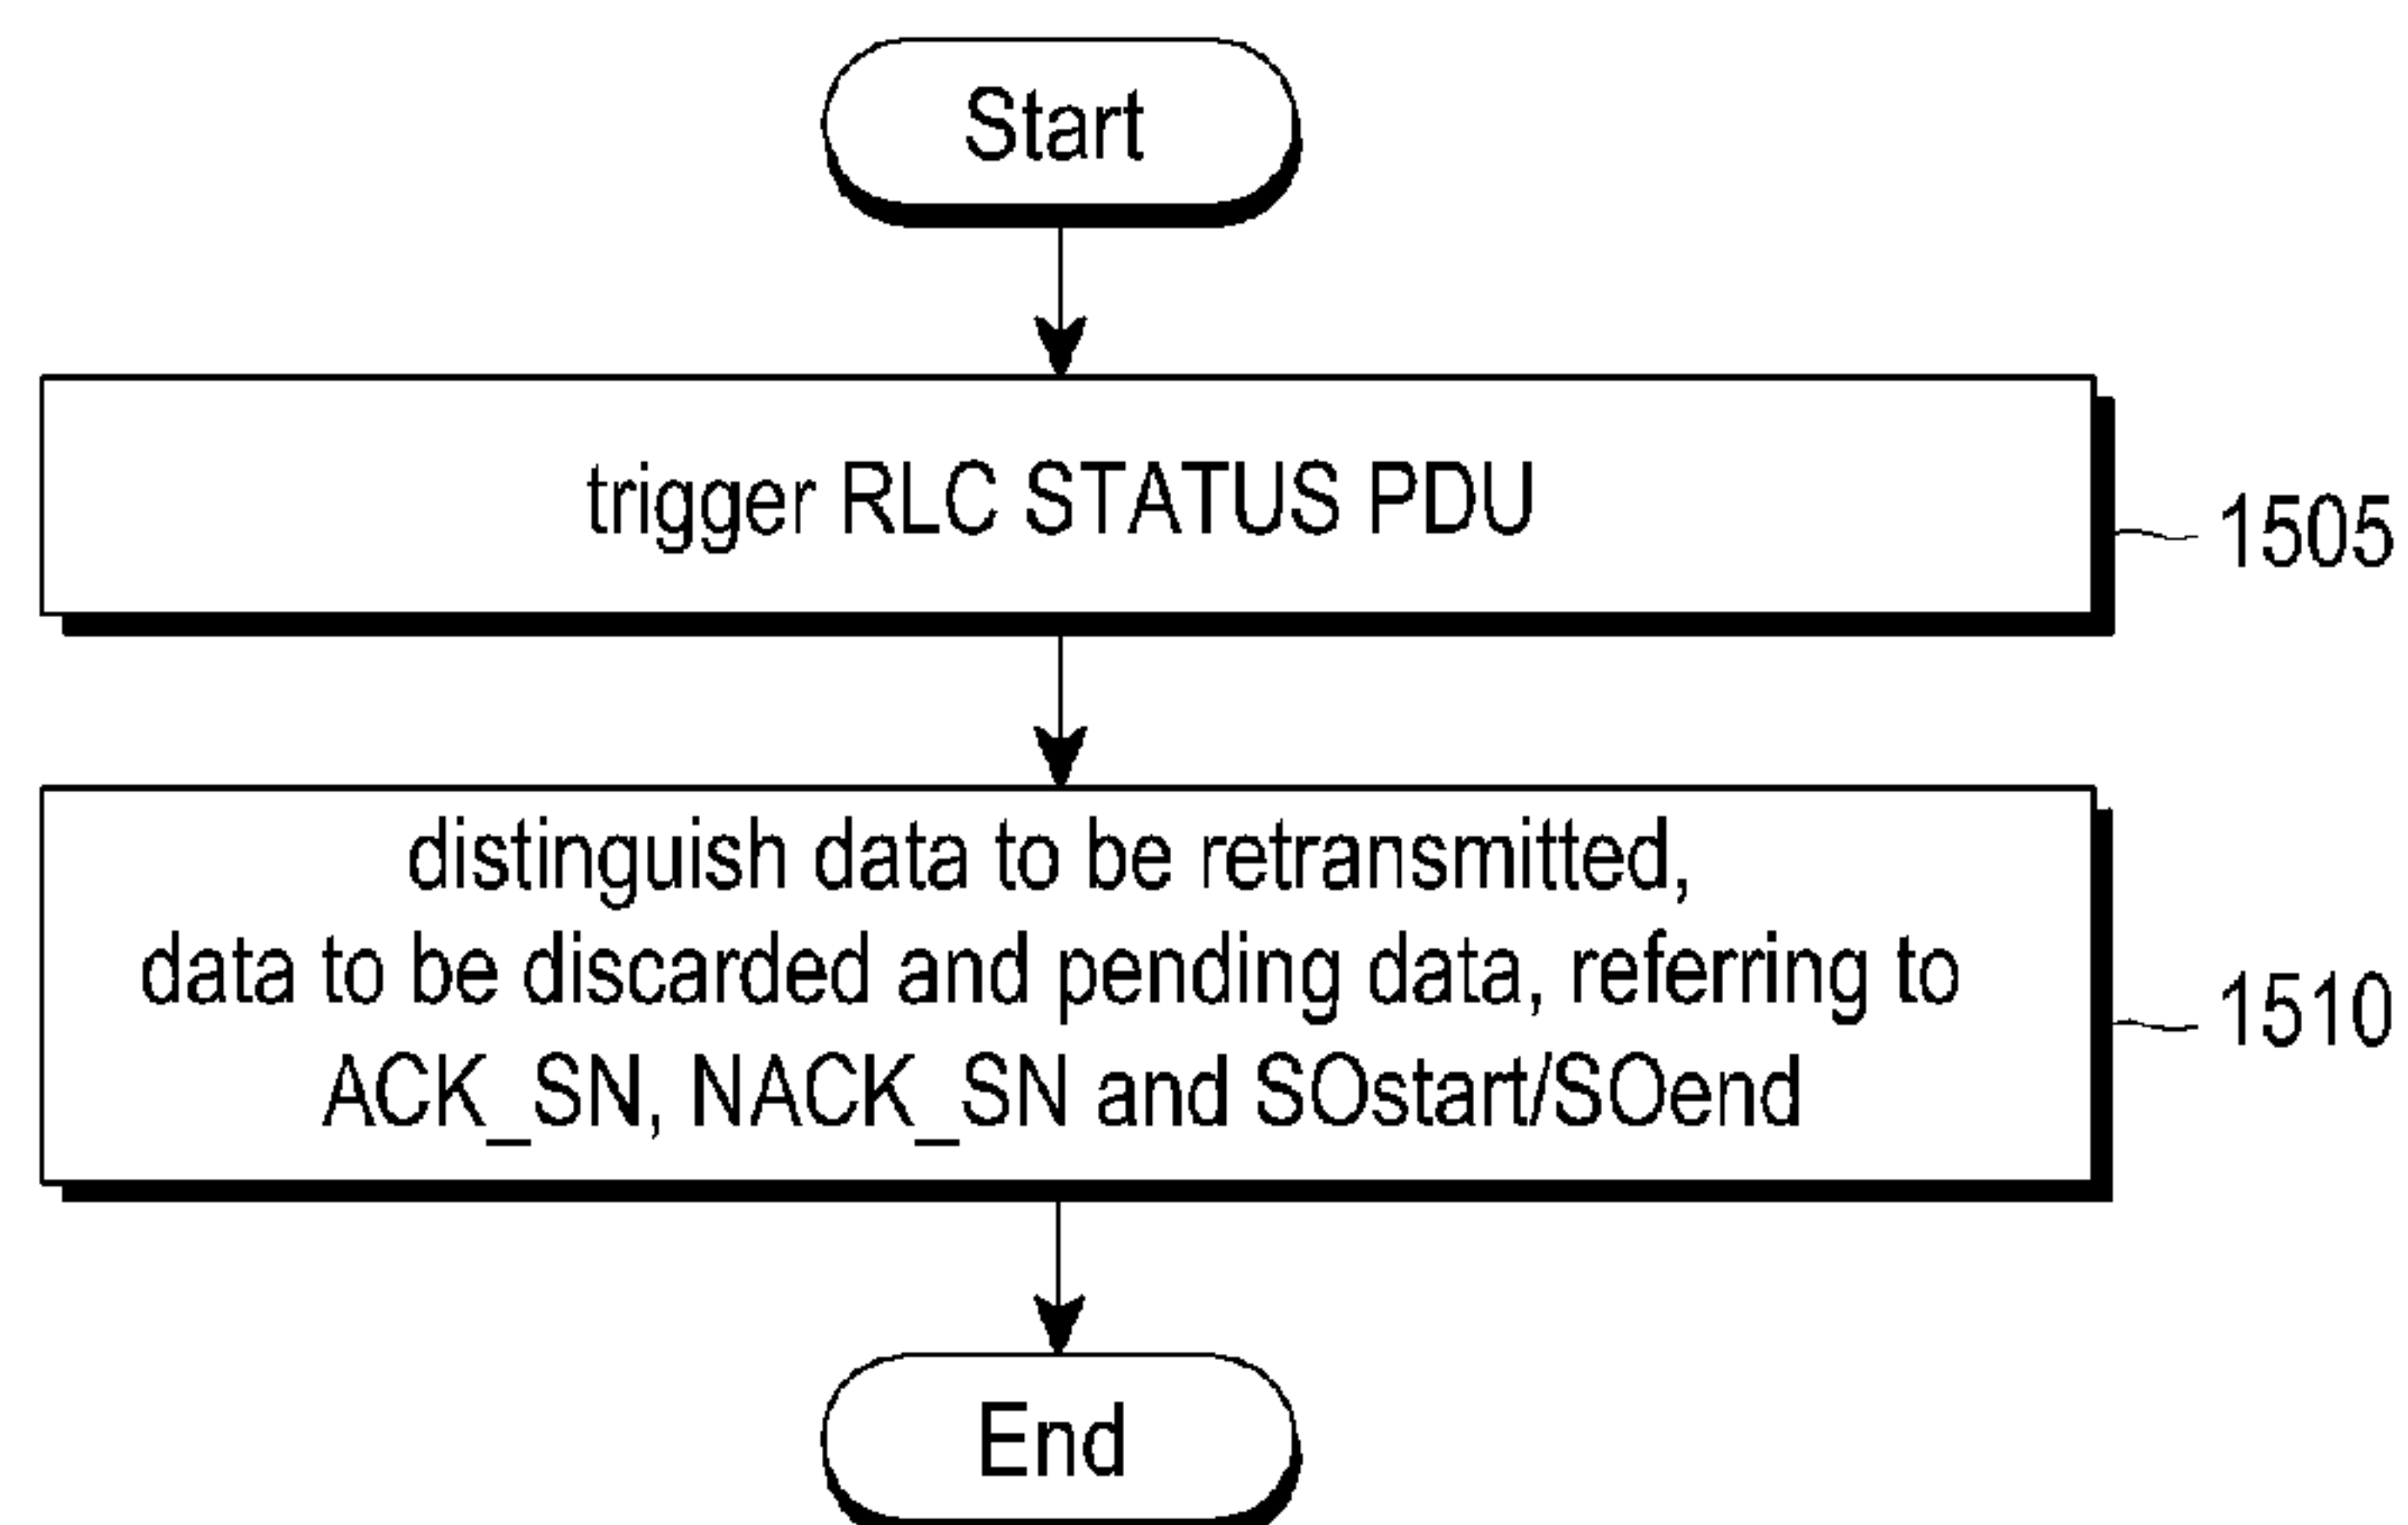 Start
trigger RLC STATUS PDU
1505
distinguish data to be retransmitted,
data to be discarded and pending data, referring to
ACK_SN, NACK_SN and SOstart/SOend
1510
End